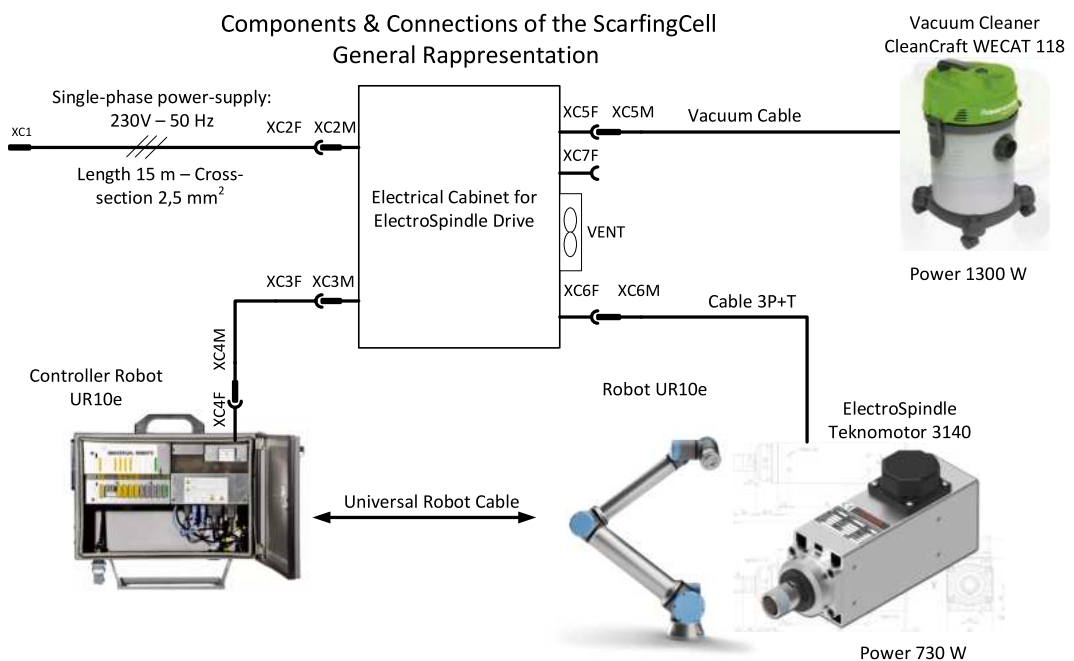 Components & Connections of the ScarfingCell
General Rappresentation
Vacuum Cleaner
CleanCraft WECAT 118
Single-phase power-supply:
230V – 50 Hz
XC1
XC2F XC2M
Length 15 m – Cross-
section 2,5 mm²
Electrical Cabinet for
ElectroSpindle Drive
XC5F XC5M
Vacuum Cable
XC7F
VENT
Power 1300 W
XC3F XC3M
XC6F XC6M
Cable 3P+T
XC4M
XC4F
Controller Robot
UR10e
UNIVERSAL ROBOTS
Universal Robot Cable
Robot UR10e
ElectroSpindle
Teknomotor 3140
Power 730 W